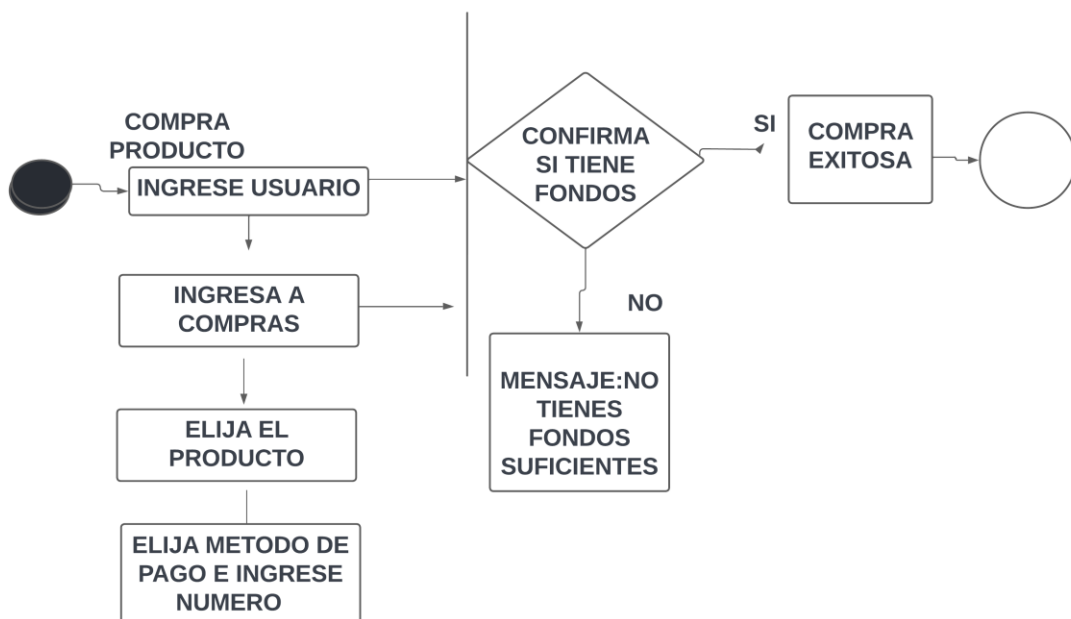 COMPRA
PRODUCTO
INGRESE USUARIO
INGRESA A
COMPRAS
ELIJA EL
PRODUCTO
ELIJA METODO DE
PAGO E INGRESE
NUMERO
CONFIRMA
SI TIENE
FONDOS
SI
COMPRA
EXITOSA
NO
MENSAJE:NO
TIENES
FONDOS
SUFICIENTES